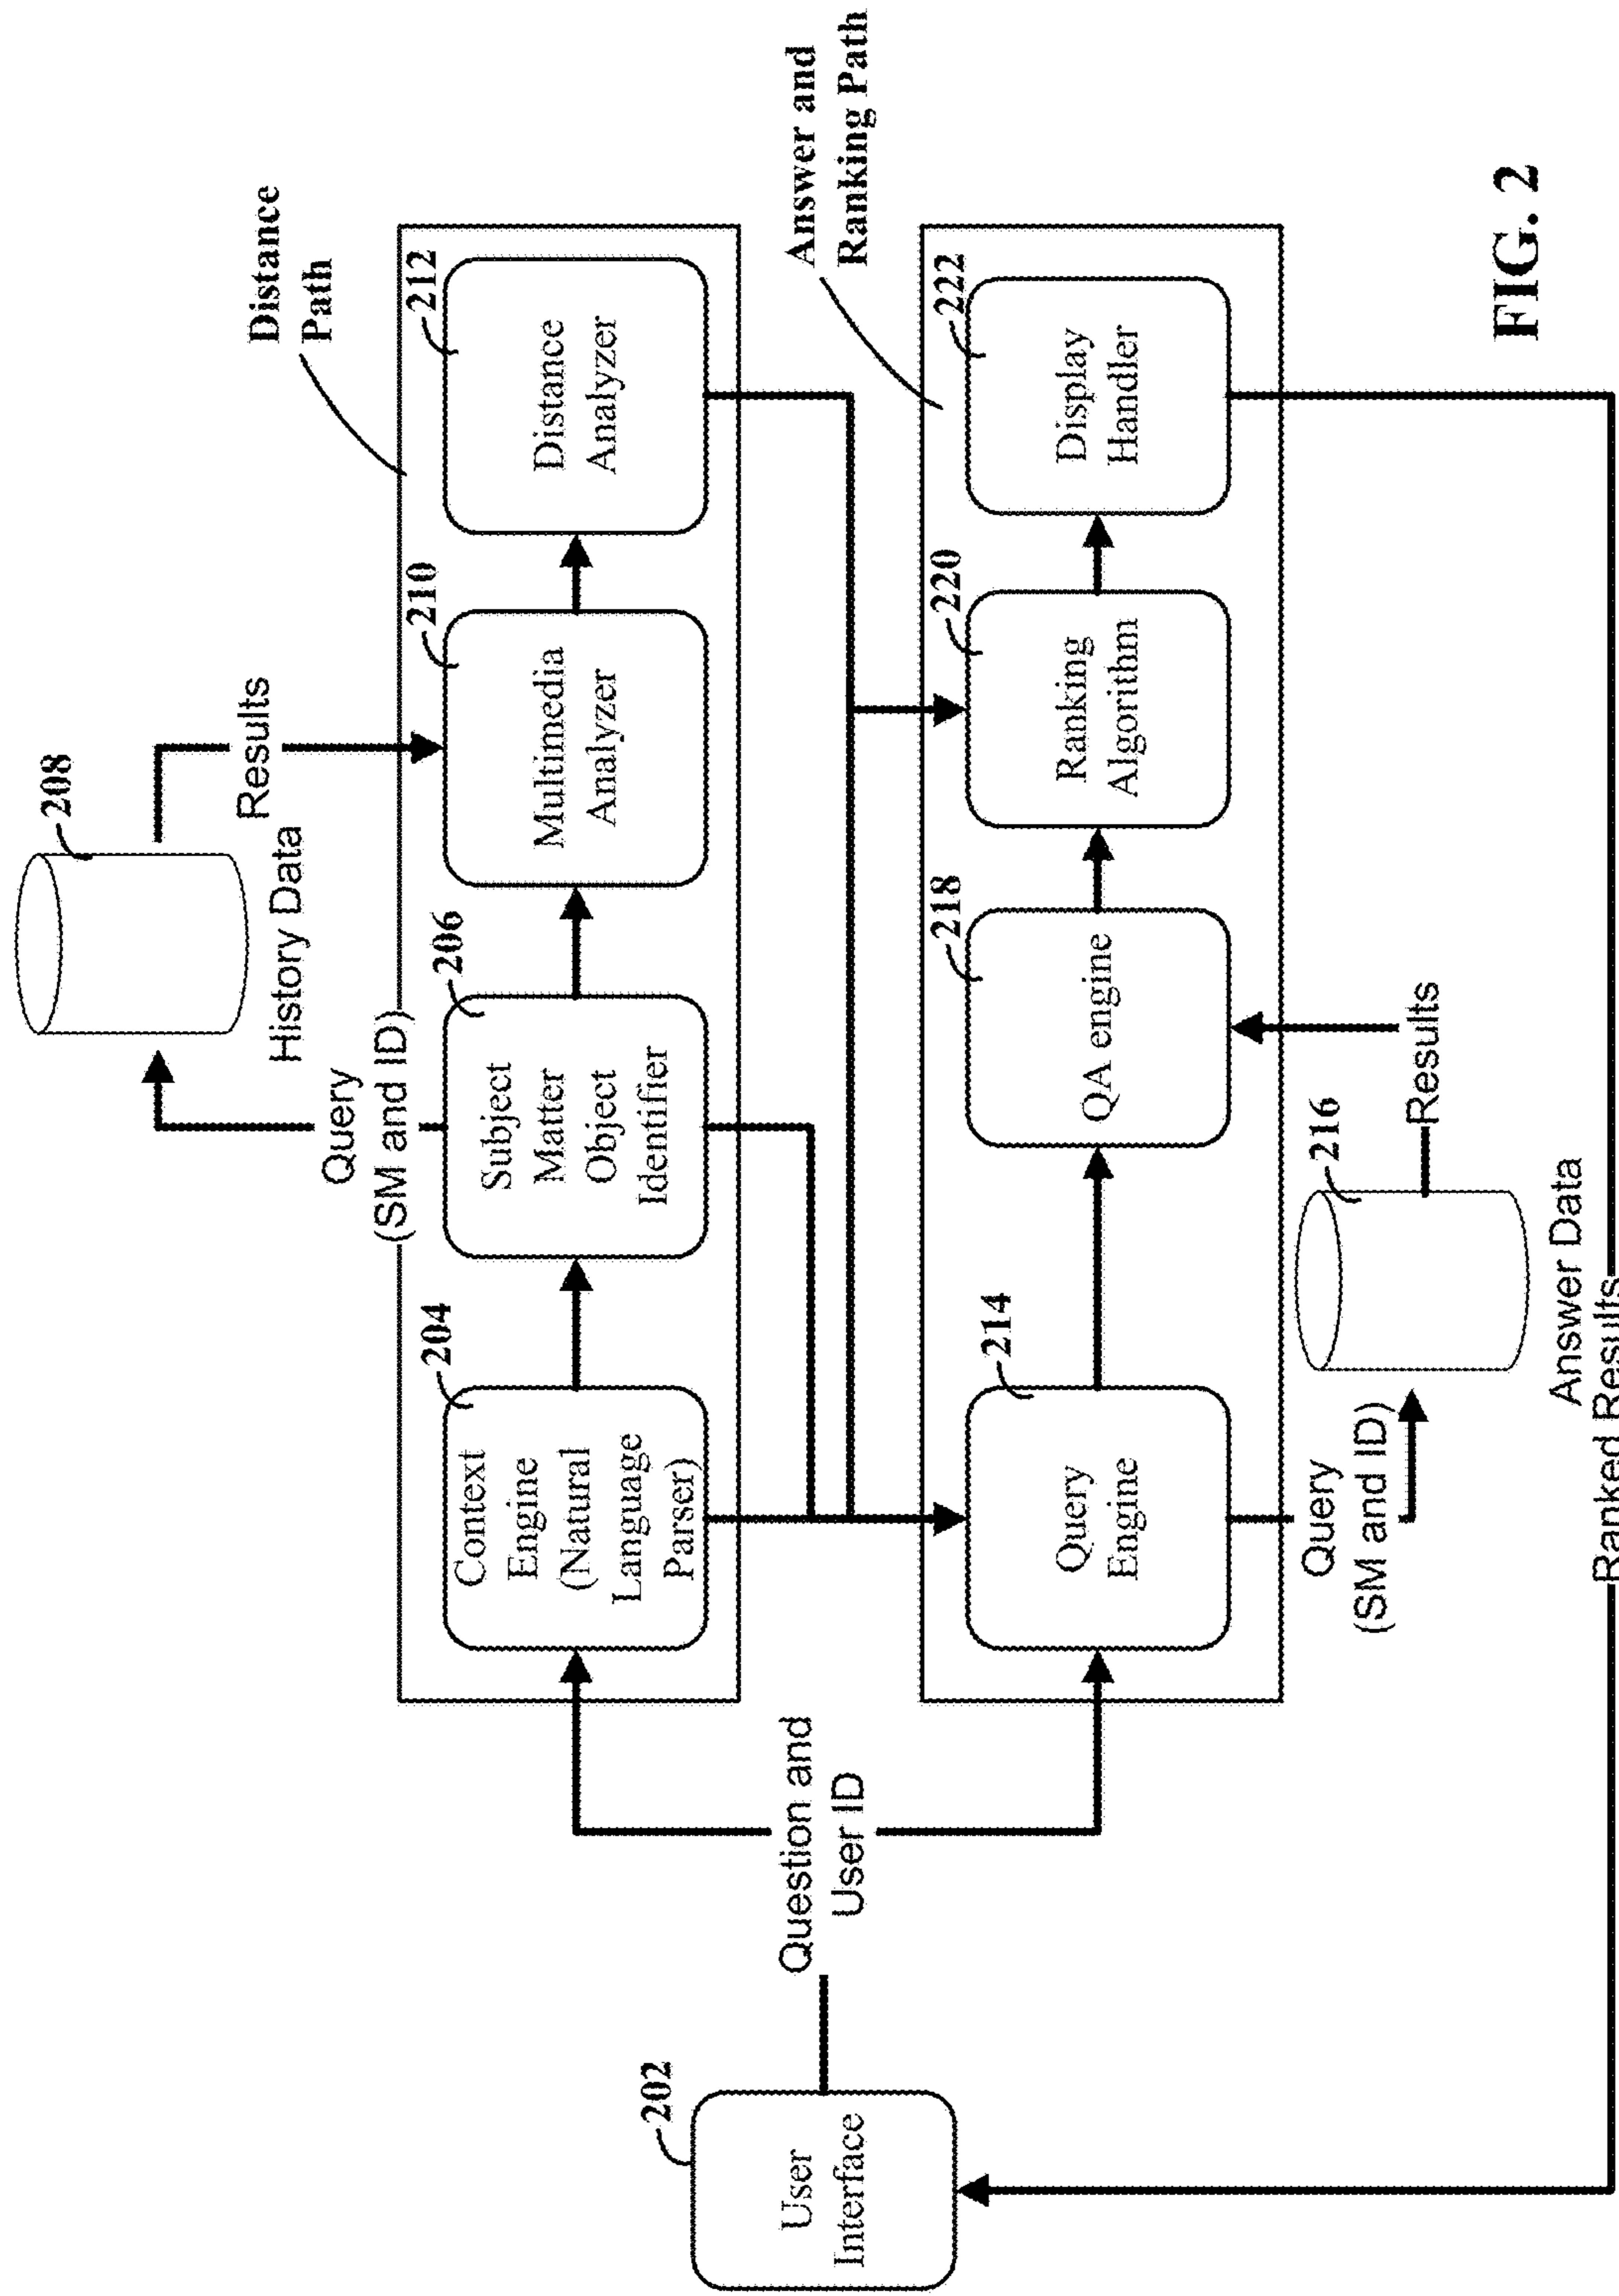 208
History Data
Results
Query
(SM and ID)
Distance
Path
204
Context
Engine
(Natural
Language
Parser)
206
Subject
Matter
Object
Identifier
210
Multimedia
Analyzer
212
Distance
Analyzer
202
User
Interface
Question and
User ID
Answer and
Ranking Path
214
Query
Engine
218
QA engine
220
Ranking
Algorithm
222
Display
Handler
Query
(SM and ID)
216
Results
Answer Data
Ranked Results
FIG. 2